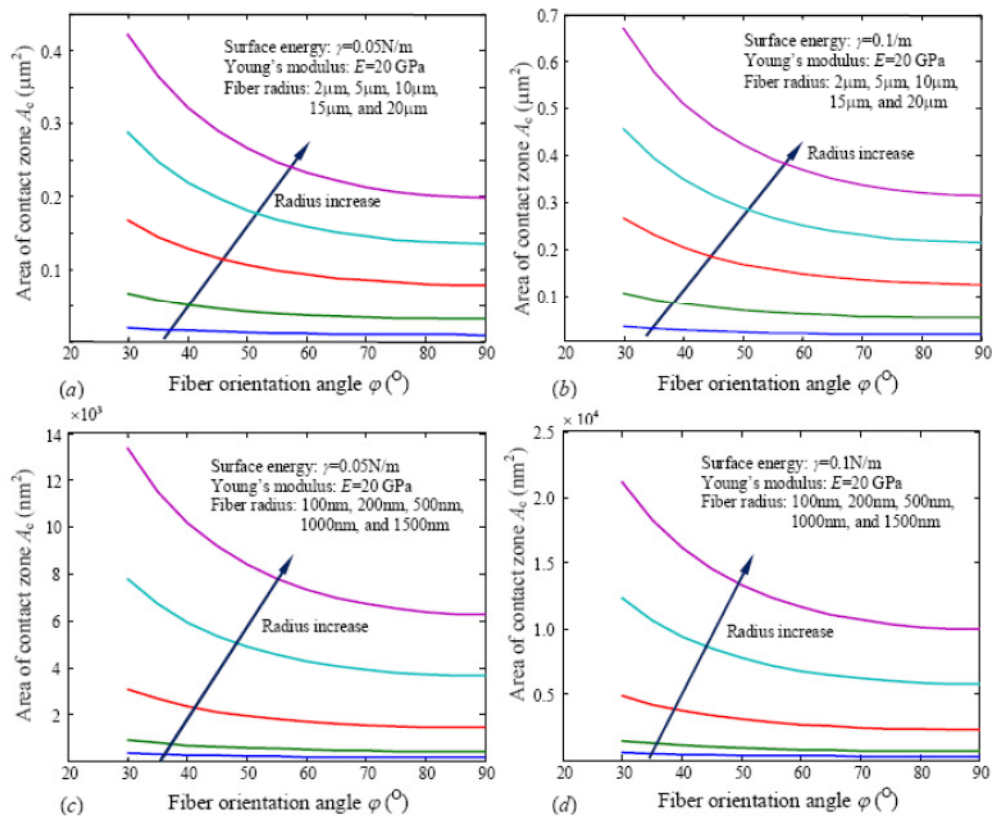 Area of contact zone Ac (μm²)
0.4
0.3
0.2
0.1
Surface energy: γ=0.05N/m
Young's modulus: E=20 GPa
Fiber radius: 2μm, 5μm, 10μm,
15μm, and 20μm
Radius increase
20 30 40 50 60 70 80 90
(a) Fiber orientation angle φ (°)
Area of contact zone Ac (μm²)
0.7
0.6
0.5
0.4
0.3
0.2
0.1
Surface energy: γ=0.1/m
Young's modulus: E=20 GPa
Fiber radius: 2μm, 5μm, 10μm,
15μm, and 20μm
Radius increase
20 30 40 50 60 70 80 90
(b) Fiber orientation angle φ (°)
×10³
Area of contact zone Ac (nm²)
14
12
10
8
6
4
2
Surface energy: γ=0.05N/m
Young's modulus: E=20 GPa
Fiber radius: 100nm, 200nm, 500nm,
1000nm, and 1500nm
Radius increase
20 30 40 50 60 70 80 90
(c) Fiber orientation angle φ (°)
×10⁴
Area of contact zone Ac (nm²)
2.5
2.0
1.5
1.0
0.5
Surface energy: γ=0.1N/m
Young's modulus: E=20 GPa
Fiber radius: 100nm, 200nm, 500nm,
1000nm, and 1500nm
Radius increase
20 30 40 50 60 70 80 90
(d) Fiber orientation angle φ (°)